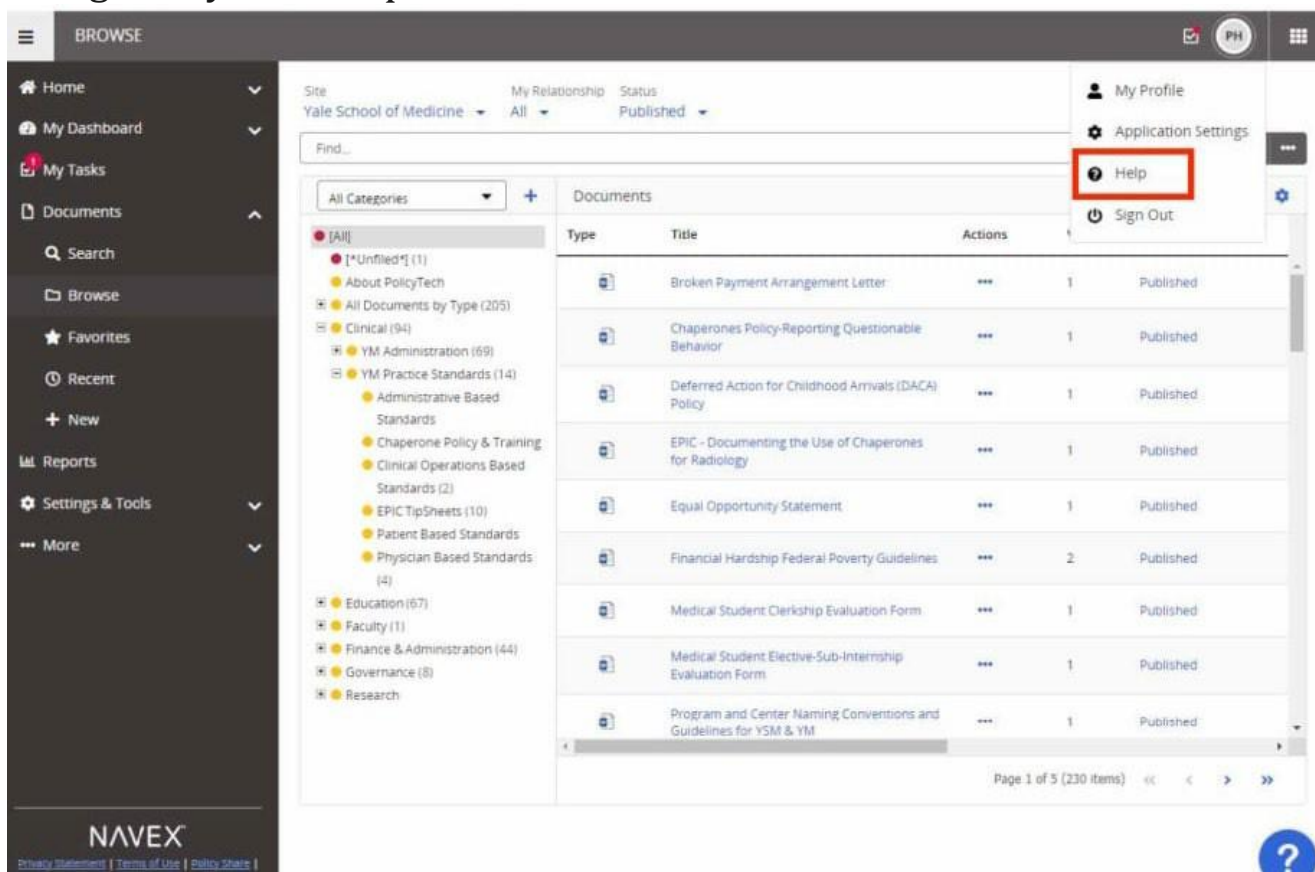 BROWSE
PH
Home
My Dashboard
My Tasks
Documents
Search
Browse
Favorites
Recent
+ New
Reports
Settings & Tools
More
NAVEX
Privacy Statement | Terms of Use | Policy Share |
Site
My Relationship
Status
Yale School of Medicine
All
Published
Find...
All Categories
+
[All]
[*Unfiled*] (1)
About PolicyTech
All Documents by Type (205)
Clinical (94)
YM Administration (69)
YM Practice Standards (14)
Administrative Based
Standards
Chaperone Policy & Training
Clinical Operations Based
Standards (2)
EPIC TipSheets (10)
Patient Based Standards
Physician Based Standards
(4)
Education (67)
Faculty (1)
Finance & Administration (44)
Governance (8)
Research
Documents
Type Title Actions
Broken Payment Arrangement Letter ••• 1 Published
Chaperones Policy-Reporting Questionable
Behavior ••• 1 Published
Deferred Action for Childhood Arrivals (DACA)
Policy ••• 1 Published
EPIC - Documenting the Use of Chaperones
for Radiology ••• 1 Published
Equal Opportunity Statement ••• 1 Published
Financial Hardship Federal Poverty Guidelines ••• 2 Published
Medical Student Clerkship Evaluation Form ••• 1 Published
Medical Student Elective-Sub-Internship
Evaluation Form ••• 1 Published
Program and Center Naming Conventions and
Guidelines for YSM & YM ••• 1 Published
Page 1 of 5 (230 items) << < > >>
My Profile
Application Settings
Help
Sign Out
?